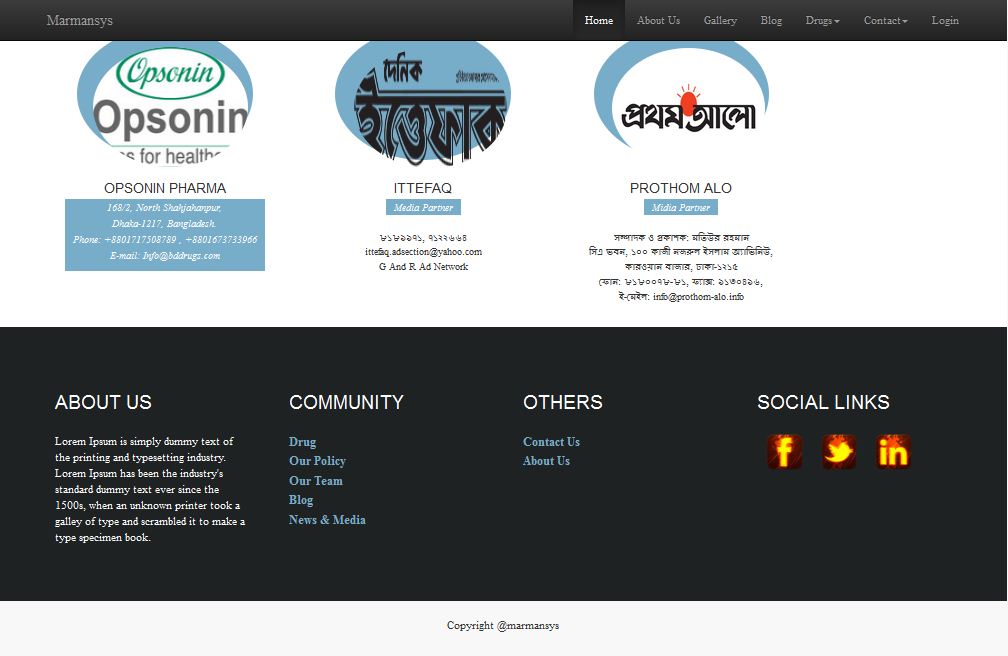 Marmansys
Home
About Us
Gallery
Blog
Drugs
Contact
Login
Opsonin
Opsonin
for health
দৈনিক
ইত্তেফাক
প্রথম আলো
OPSONIN PHARMA
168/2, North Shahjahanpur,
Dhaka-1217, Bangladesh.
Phone: +8801717508789 , +8801673733966
E-mail: Info@bddrugs.com
ITTEFAQ
Media Partner
৮১৮৯৯৭১, ৭১২২৬৬৪
ittefaq.adsection@yahoo.com
G And R Ad Network
PROTHOM ALO
Midia Partner
সম্পাদক ও প্রকাশক: মতিউর রহমান
সিএ ভবন, ১০০ কাজী নজরুল ইসলাম অ্যাভিনিউ,
কারওয়ান বাজার, ঢাকা-১২১৫
ফোন: ৮১৮০০৭৮-৮১, ফ্যাক্স: ৯১৩০৪৯৬,
ই-মেইল: info@prothom-alo.info
ABOUT US
Lorem Ipsum is simply dummy text of
the printing and typesetting industry.
Lorem Ipsum has been the industry's
standard dummy text ever since the
1500s, when an unknown printer took a
galley of type and scrambled it to make a
type specimen book.
COMMUNITY
Drug
Our Policy
Our Team
Blog
News & Media
OTHERS
Contact Us
About Us
SOCIAL LINKS
f
in
Copyright @marmansys